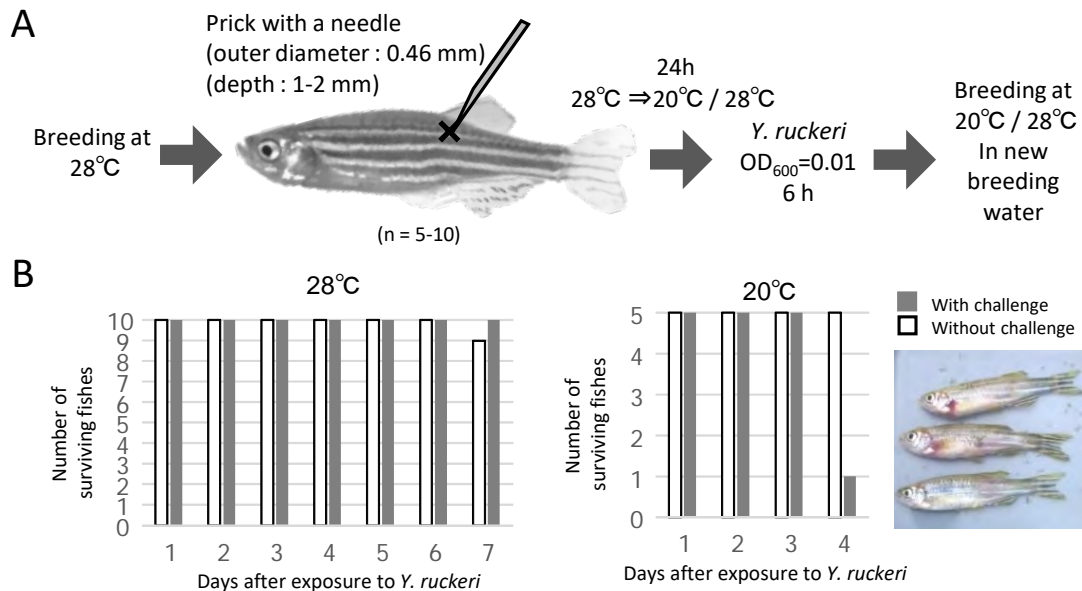 A
Prick with a needle
(outer diameter : 0.46 mm)
(depth : 1-2 mm)
Breeding at
28℃
(n = 5-10)
24h
28℃ ⇒20℃ / 28℃
Y. ruckeri
OD600=0.01
6 h
Breeding at
20℃ / 28℃
In new
breeding
water
B
28℃
Number of
surviving fishes
10
9
8
7
6
5
4
3
2
1
0
1 2 3 4 5 6 7
Days after exposure to Y. ruckeri
20℃
Number of
surviving fishes
5
4
3
2
1
0
1 2 3 4
Days after exposure to Y. ruckeri
With challenge
Without challenge